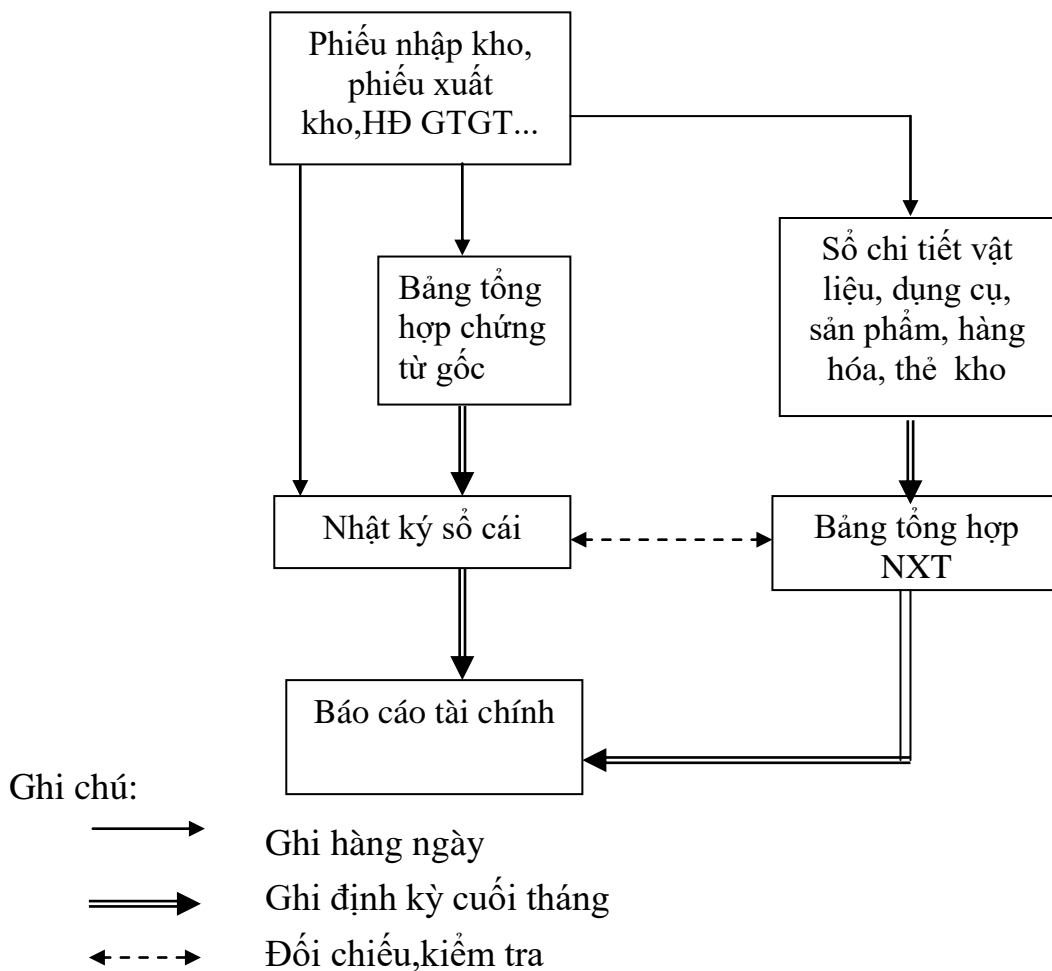 Phiếu nhập kho,
phiếu xuất
kho,HĐ GTGT...
Bảng tổng
hợp chứng
từ gốc
Sổ chi tiết vật
liệu, dụng cụ,
sản phẩm, hàng
hóa, thẻ  kho
Nhật ký sổ cái
Bảng tổng hợp
NXT
Báo cáo tài chính
Ghi chú:
Ghi hàng ngày
Ghi định kỳ cuối tháng
Đối chiếu,kiểm tra